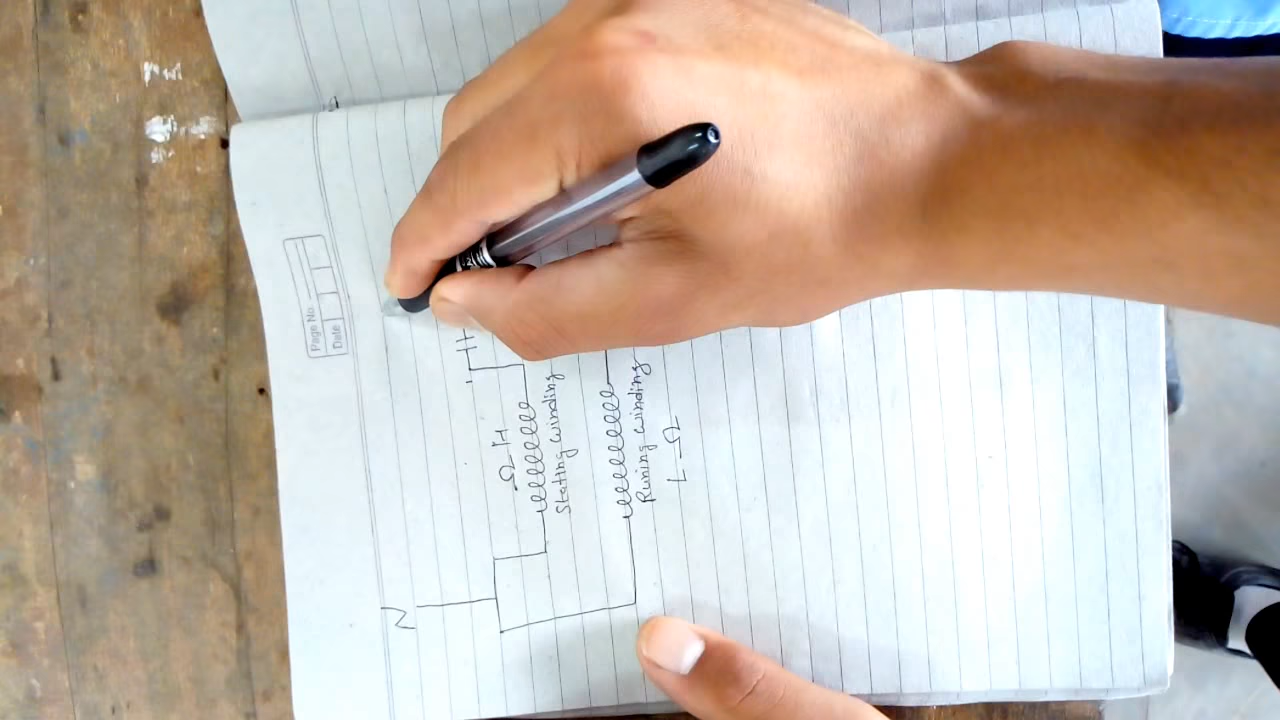 Page No.
Date
N
Ω-H
Stating winding
Runing winding
L-Ω